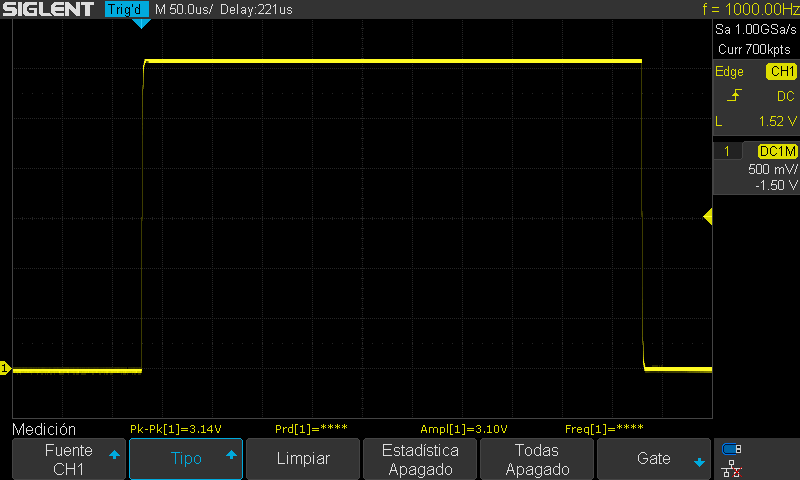 SIGLENT Trig'd M 50.0us/ Delay:221us f = 1000.00Hz
Sa 1.00GSa/s
Curr 700kpts
Edge CH1
DC
L 1.52 V
1 DC1M
500 mV/
-1.50 V
1
Medición Pk-Pk[1]=3.14V Prd[1]=**** Ampl[1]=3.10V Freq[1]=****
Fuente
CH1
Tipo
Limpiar
Estadística
Apagado
Todas
Apagado
Gate